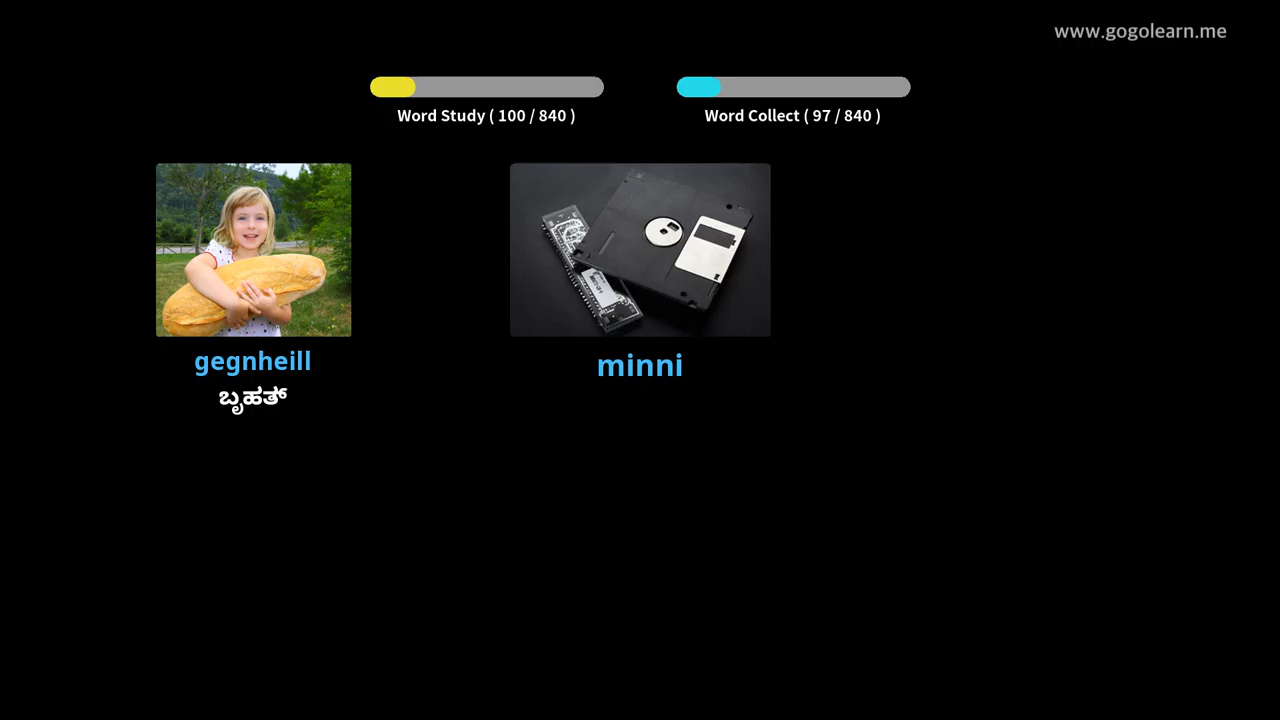 www.gogolearn.me
Word Study ( 100 / 840 )
Word Collect ( 97 / 840 )
gegnheill
ಬೃಹತ್
minni